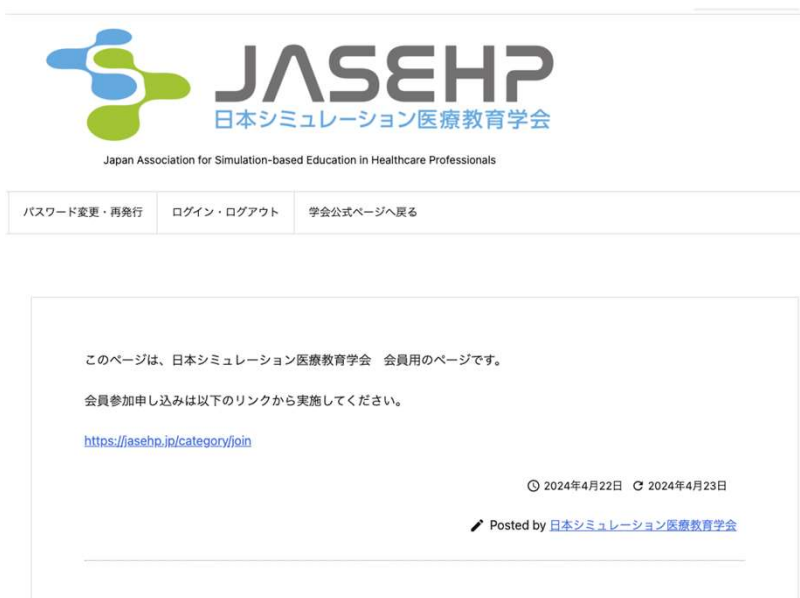 JASEHP
日本シミュレーション医療教育学会
Japan Association for Simulation-based Education in Healthcare Professionals
パスワード変更・再発行
ログイン・ログアウト
学会公式ページへ戻る
このページは、日本シミュレーション医療教育学会　会員用のページです。
会員参加申し込みは以下のリンクから実施してください。
https://jasehp.jp/category/join
2024年4月22日 2024年4月23日
Posted by 日本シミュレーション医療教育学会